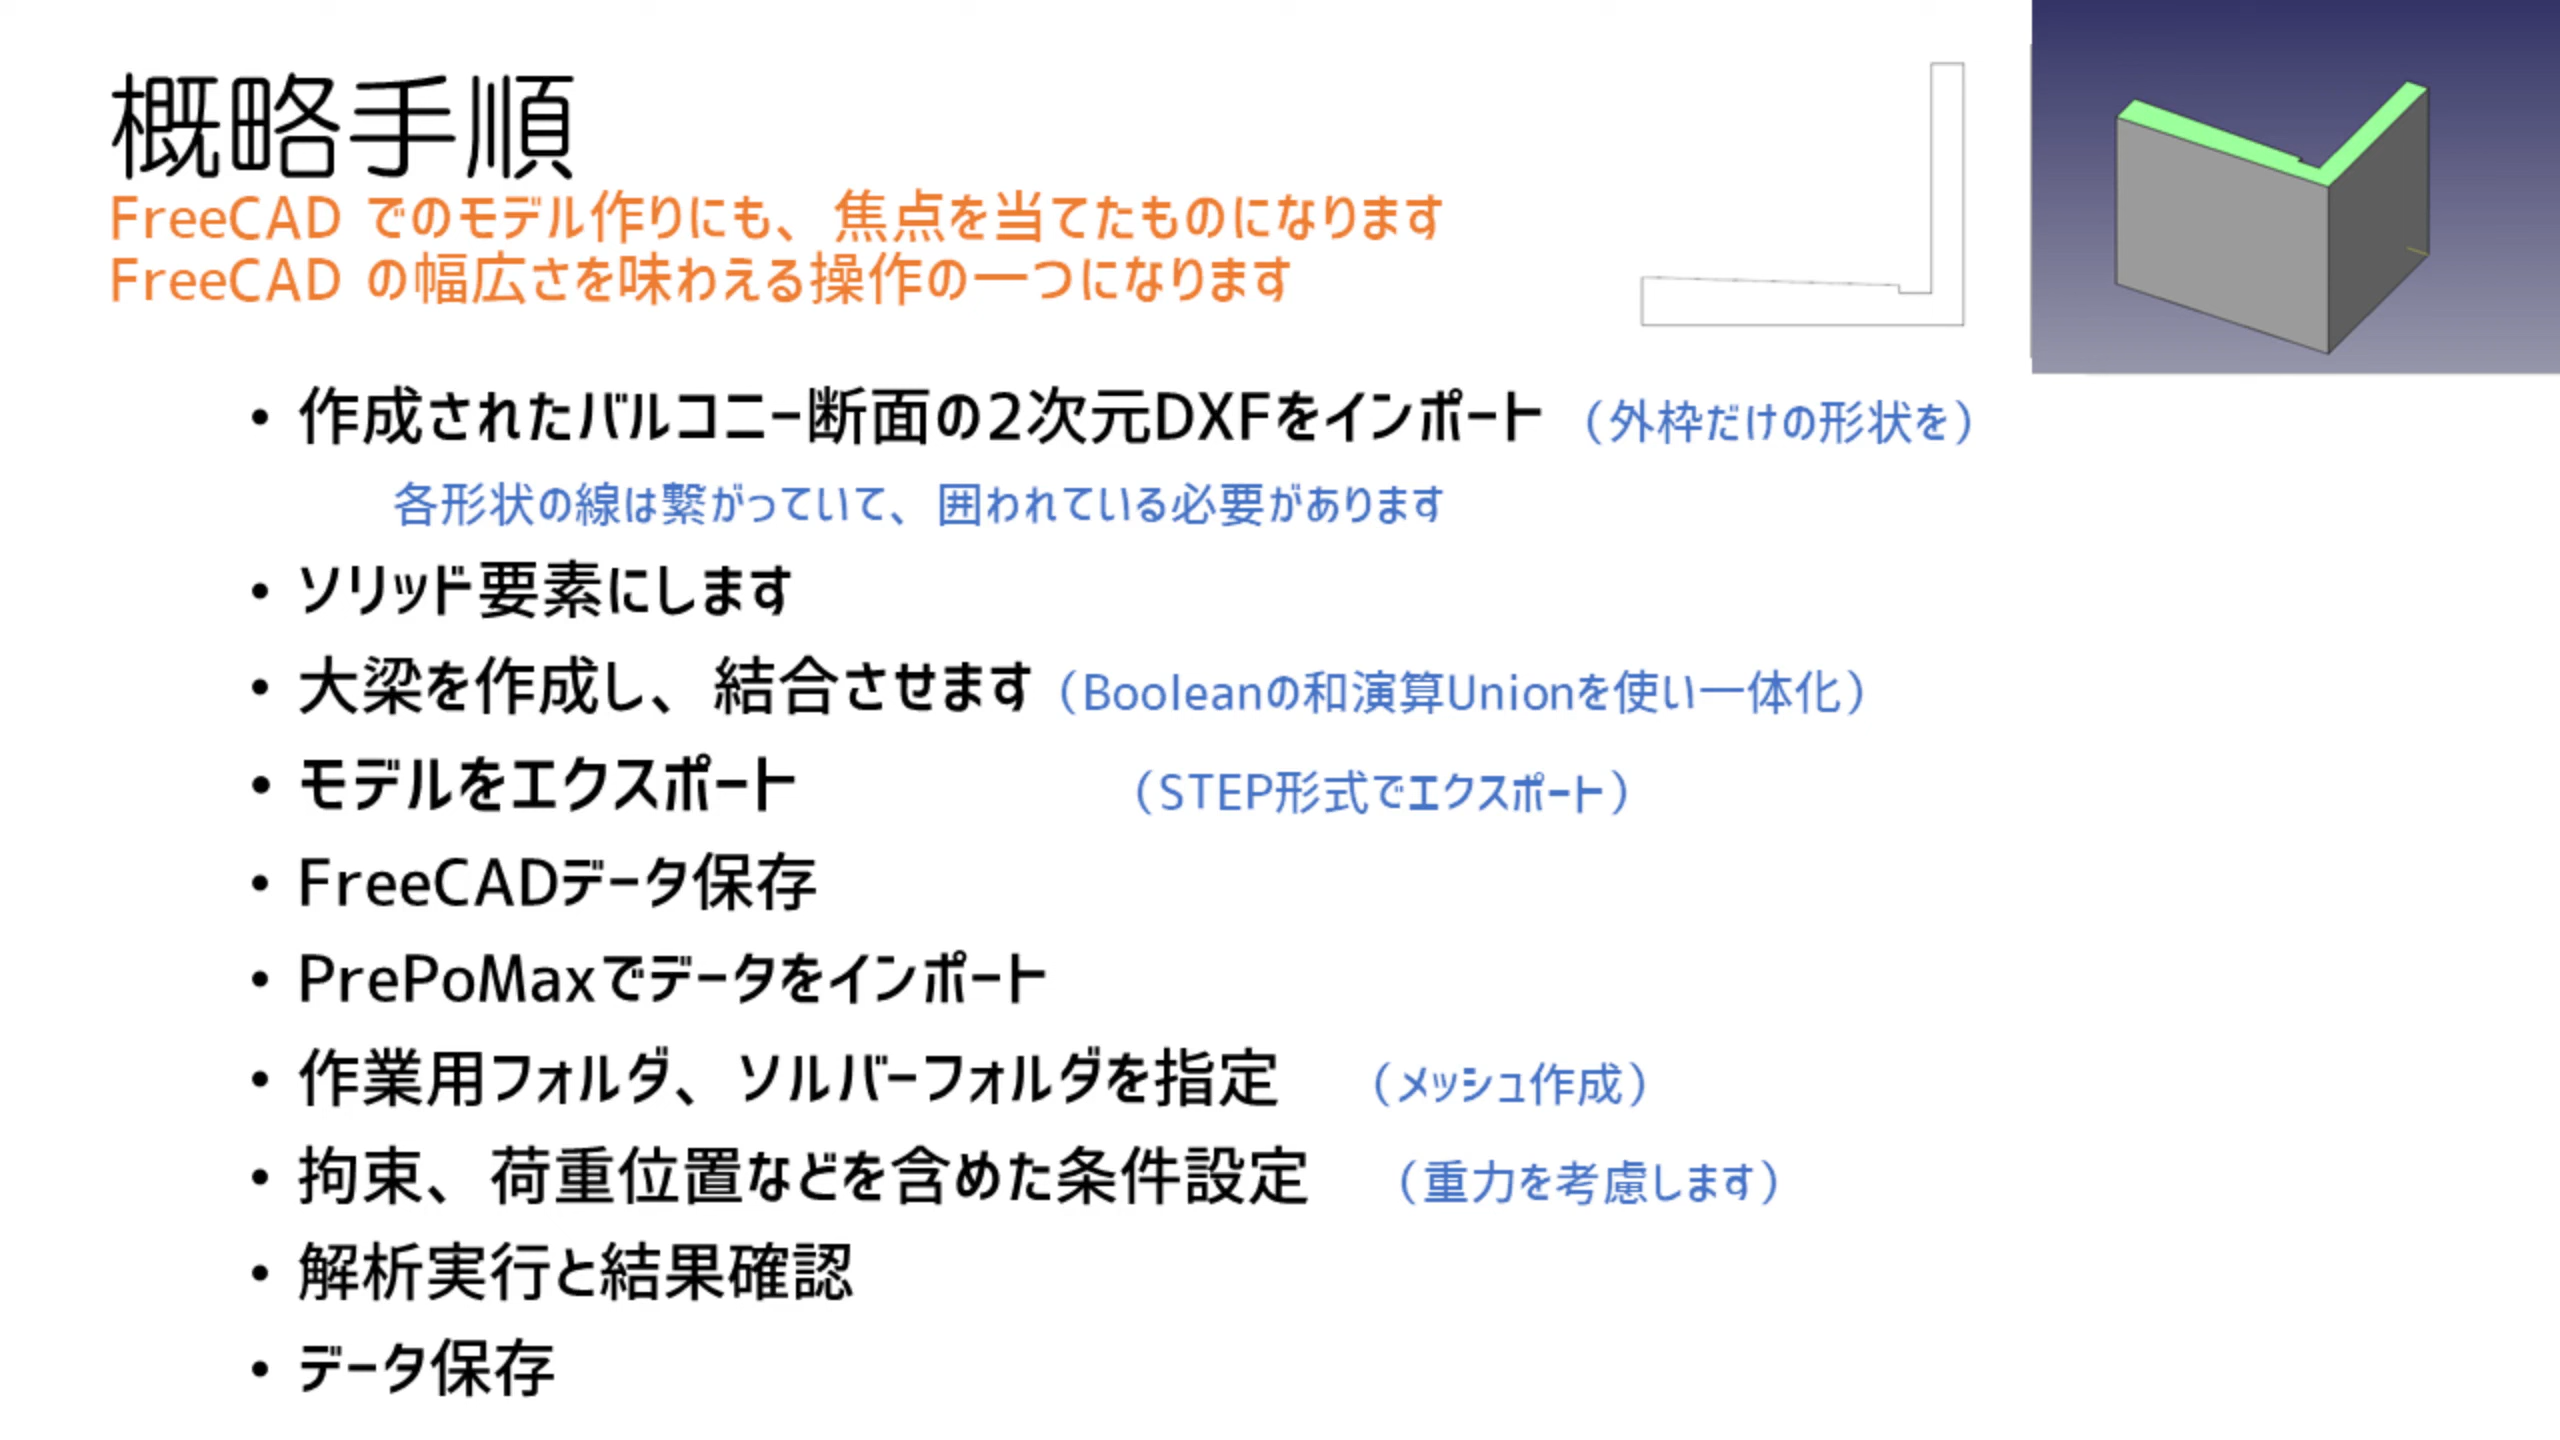 概略手順
FreeCAD でのモデル作りにも、焦点を当てたものになります
FreeCAD の幅広さを味わえる操作の一つになります
・作成されたバルコニー断面の2次元DXFをインポート（外枠だけの形状を）
各形状の線は繋がっていて、囲われている必要があります
・ソリッド要素にします
・大梁を作成し、結合させます（Booleanの和演算Unionを使い一体化）
・モデルをエクスポート（STEP形式でエクスポート）
・FreeCADデータ保存
・PrePoMaxでデータをインポート
・作業用フォルダ、ソルバーフォルダを指定（メッシュ作成）
・拘束、荷重位置などを含めた条件設定（重力を考慮します）
・解析実行と結果確認
・データ保存